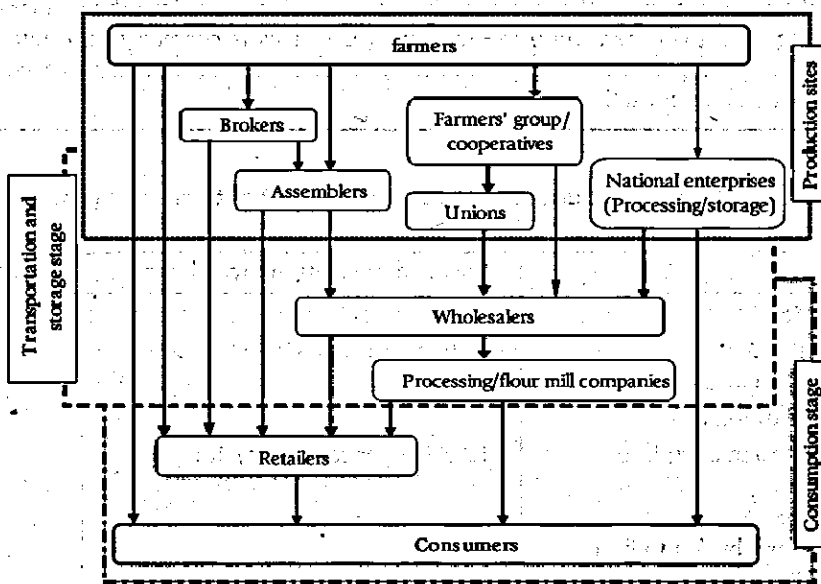 farmers
Brokers
Farmers' group/
cooperatives
Assemblers
Unions
National enterprises
(Processing/storage)
Wholesalers
Processing/flour mill companies
Retailers
Consumers
Production sites
Transportation and
storage stage
Consumption stage